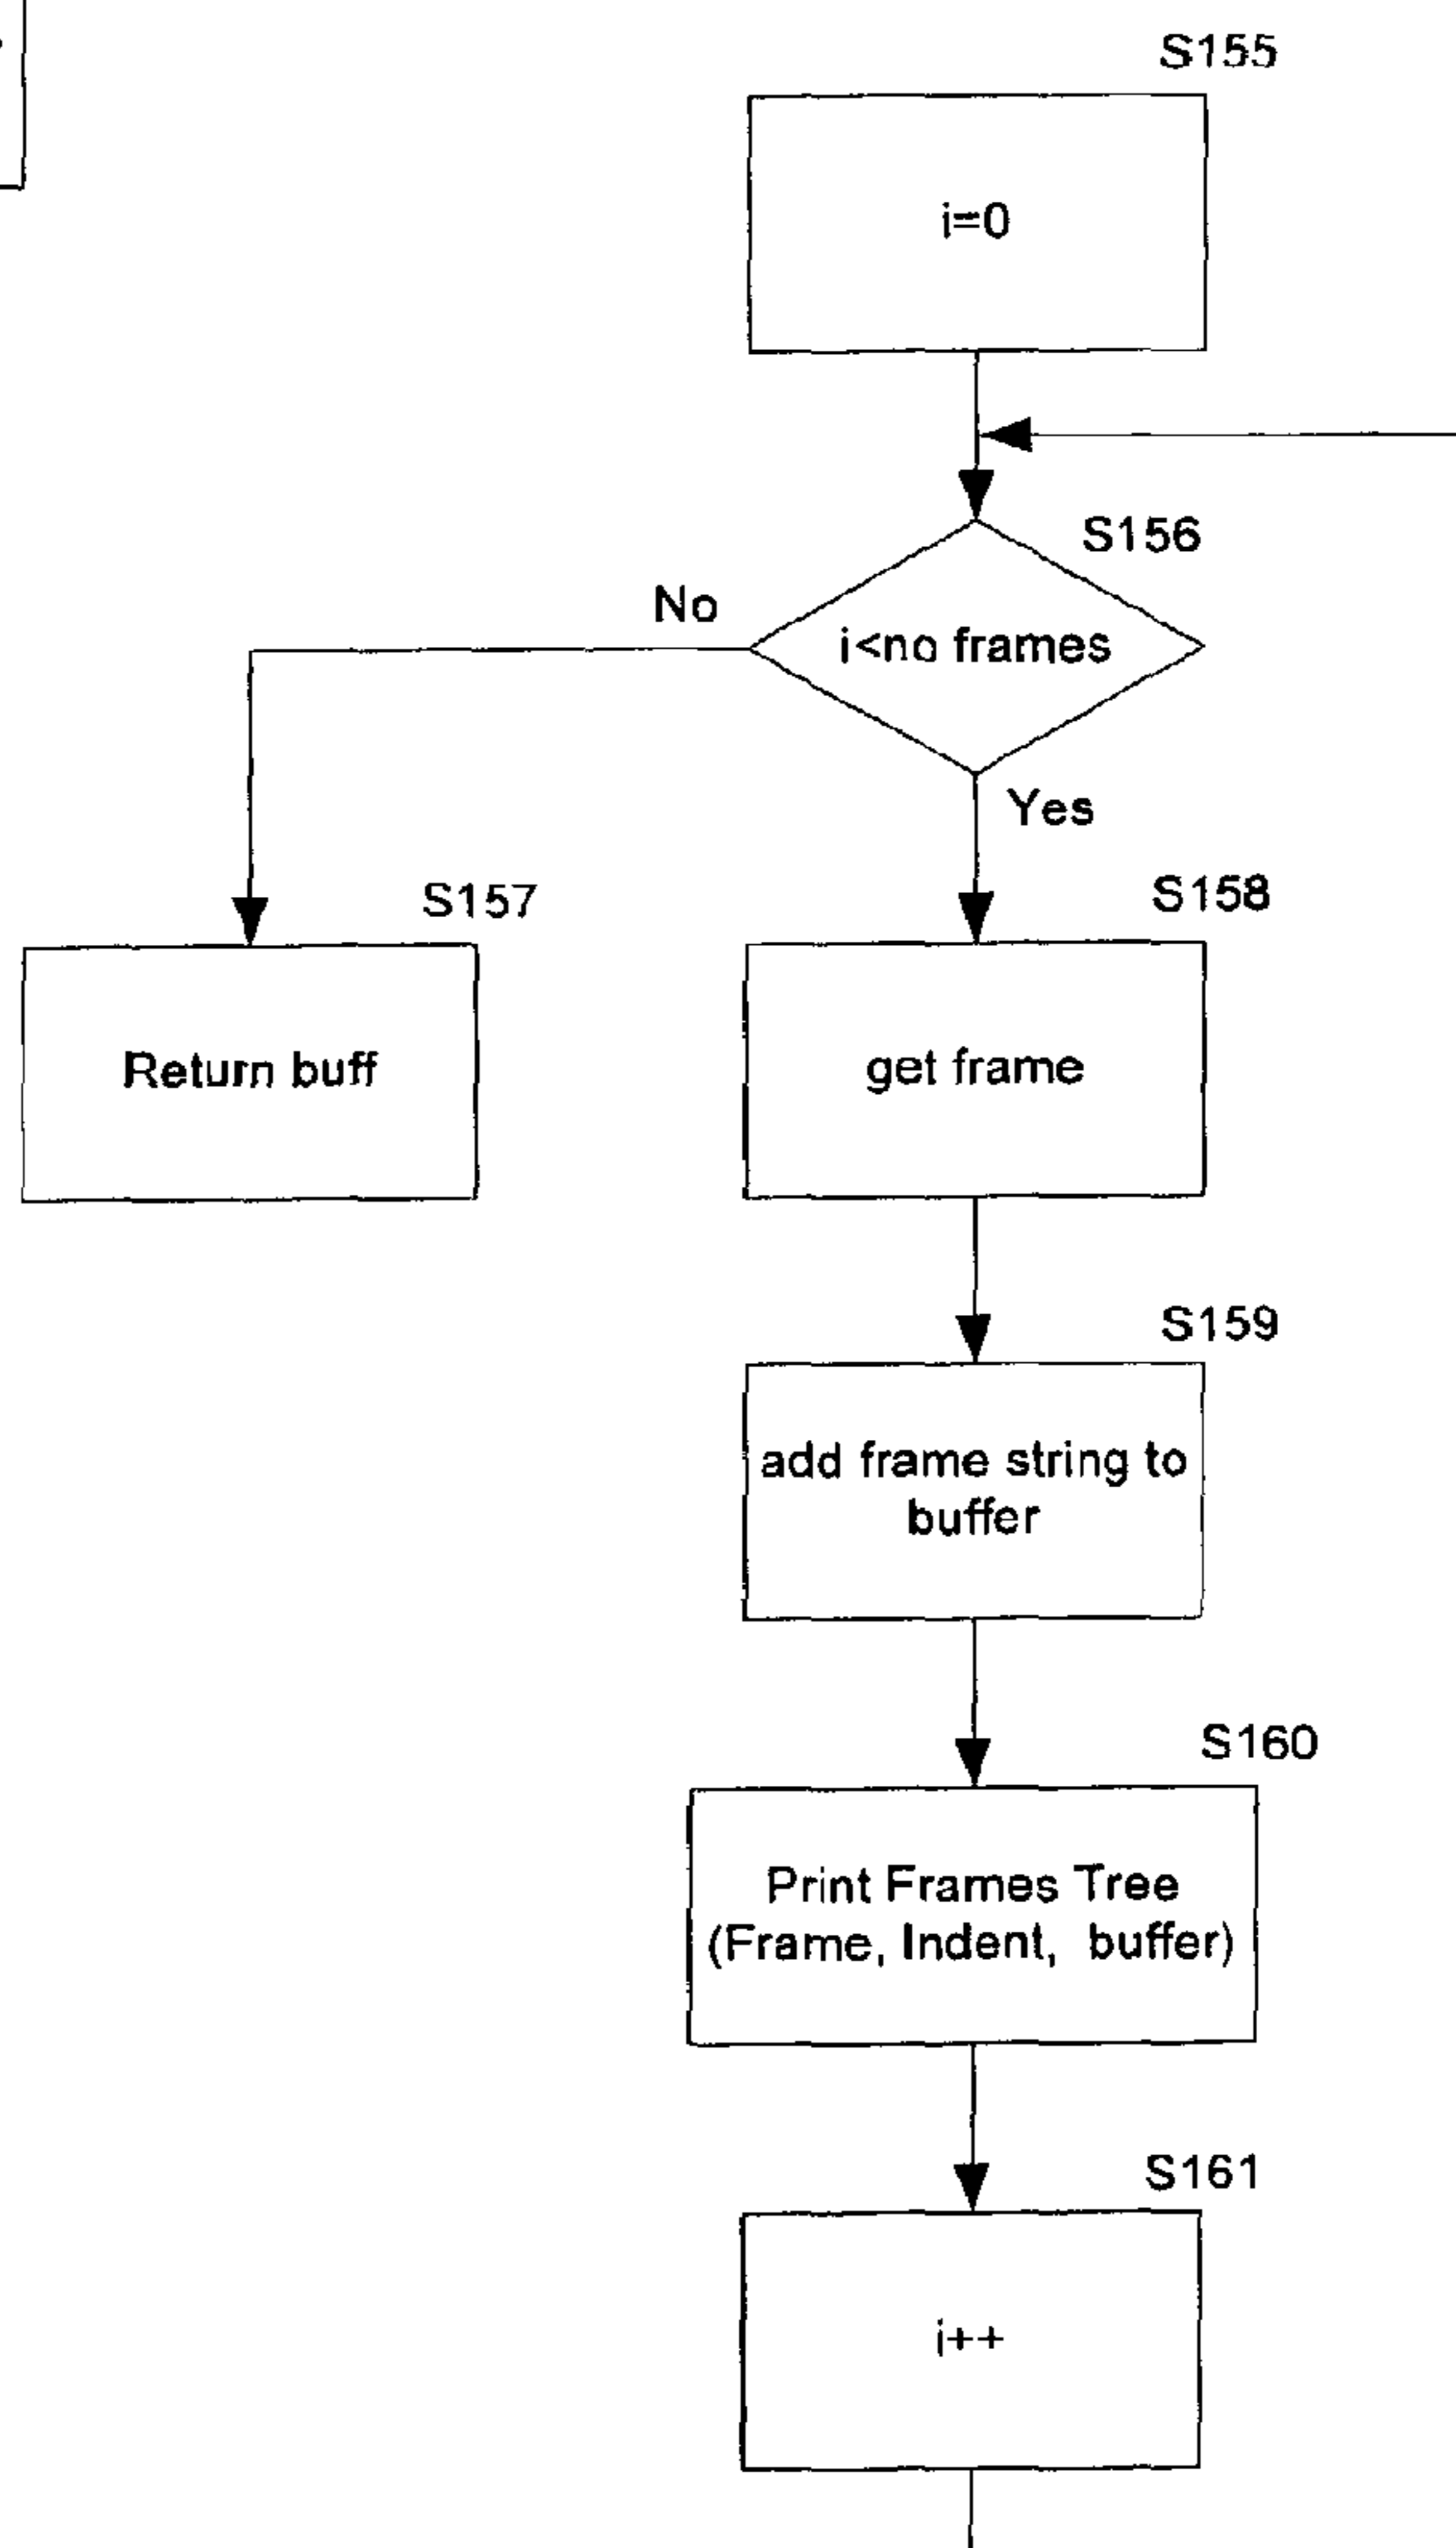 S155
i=0
S156
No
i<no frames
Yes
S157
S158
Return buff
get frame
S159
add frame string to
buffer
S160
Print Frames Tree
(Frame, Indent, buffer)
S161
i++